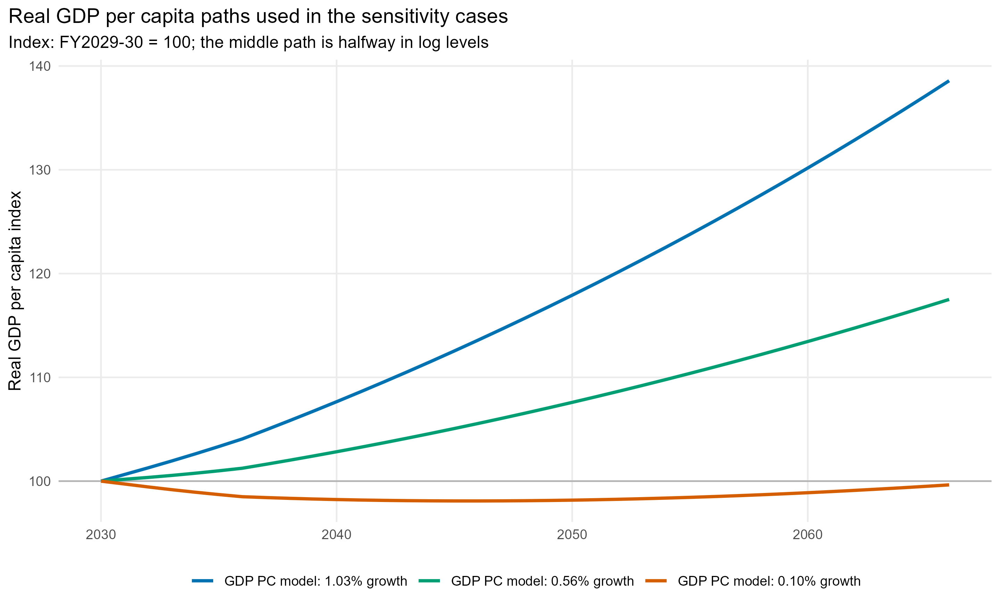 Real GDP per capita paths used in the sensitivity cases
Index: FY2029-30 = 100; the middle path is halfway in log levels
Real GDP per capita index
140
130
120
110
100
2030 2040 2050 2060
GDP PC model: 1.03% growth GDP PC model: 0.56% growth GDP PC model: 0.10% growth